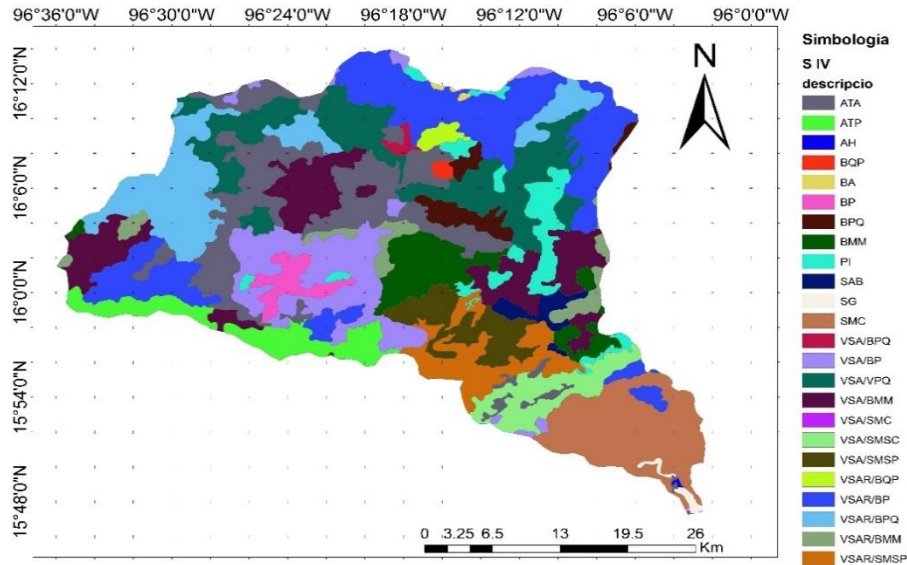 96°36'0"W 96°30'0"W 96°24'0"W 96°18'0"W 96°12'0"W 96°6'0"W 96°0'0"W
16°12'0"N
16°6'0"N
16°0'0"N
15°54'0"N
15°48'0"N
N
0 3.25 6.5 13 19.5 26
Km
Simbología
S IV
descripcio
ATA
ATP
AH
BQP
BA
BP
BPQ
BMM
PI
SAB
SG
SMC
VSA/BPQ
VSA/BP
VSA/VPQ
VSA/BMM
VSA/SMC
VSA/SMSC
VSA/SMSP
VSAR/BQP
VSAR/BP
VSAR/BPQ
VSAR/BMM
VSAR/SMSP